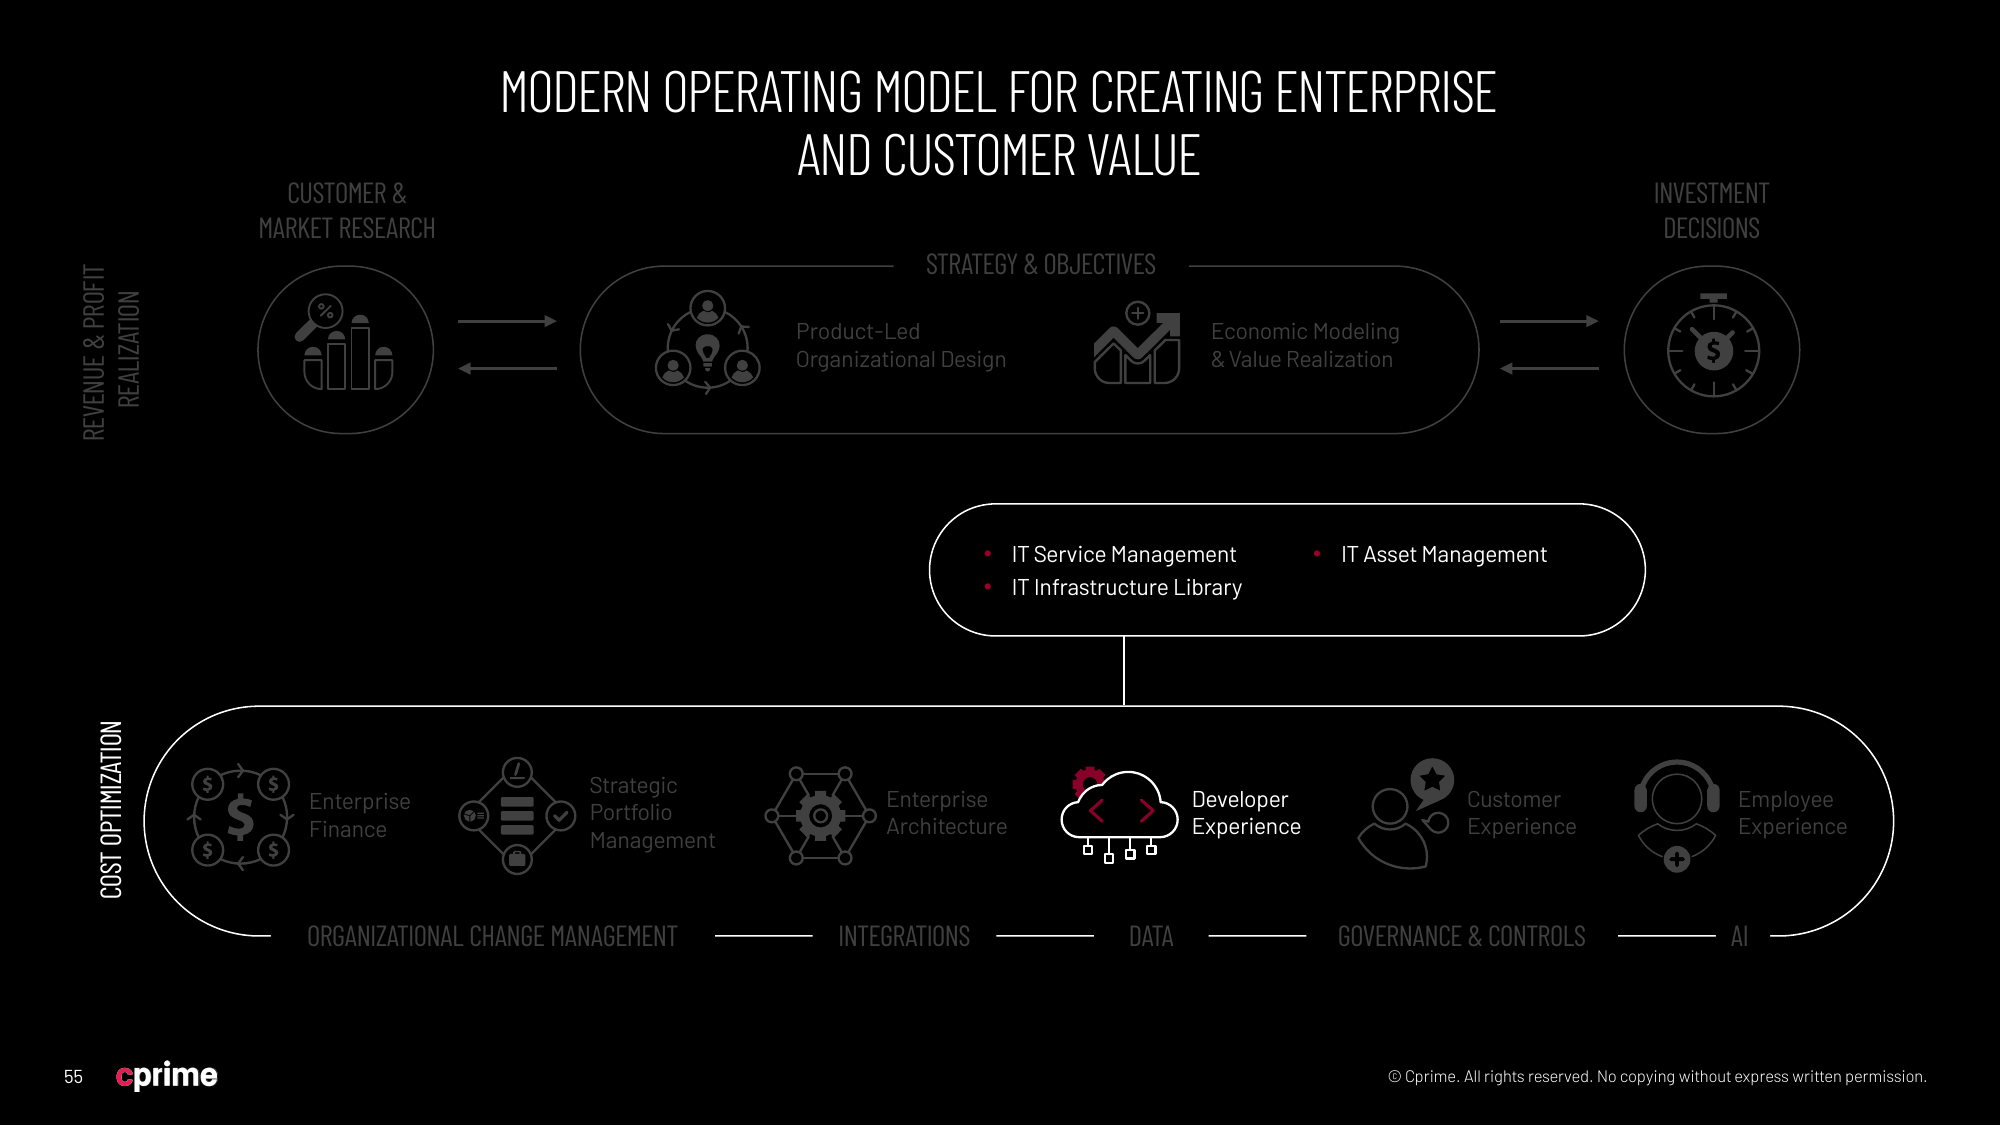 MODERN OPERATING MODEL FOR CREATING ENTERPRISE
AND CUSTOMER VALUE
CUSTOMER &
MARKET RESEARCH
INVESTMENT
DECISIONS
REVENUE & PROFIT
REALIZATION
STRATEGY & OBJECTIVES
Product-Led
Organizational Design
Economic Modeling
& Value Realization
• IT Service Management
• IT Infrastructure Library
• IT Asset Management
COST OPTIMIZATION
Enterprise
Finance
Strategic
Portfolio
Management
Enterprise
Architecture
Developer
Experience
Customer
Experience
Employee
Experience
ORGANIZATIONAL CHANGE MANAGEMENT
INTEGRATIONS
DATA
GOVERNANCE & CONTROLS
AI
55
cprime
© Cprime. All rights reserved. No copying without express written permission.